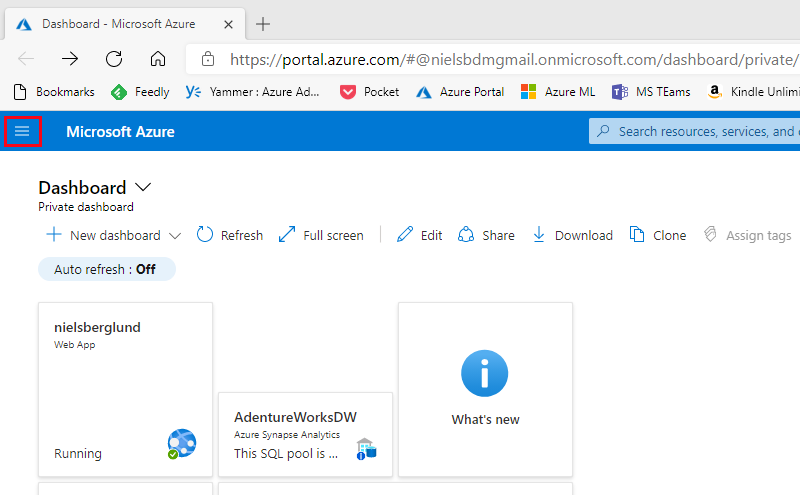 Dashboard - Microsoft Azure
https://portal.azure.com/#@nielsbdmgmail.onmicrosoft.com/dashboard/private/
Bookmarks Feedly Yammer : Azure Ad... Pocket Azure Portal Azure ML MS TEams Kindle Unlimi
Microsoft Azure Search resources, services, and
Dashboard
Private dashboard
New dashboard Refresh Full screen Edit Share Download Clone Assign tags
Auto refresh : Off
nielsberglund
Web App
Running
AdentureWorksDW
Azure Synapse Analytics
This SQL pool is ...
What's new